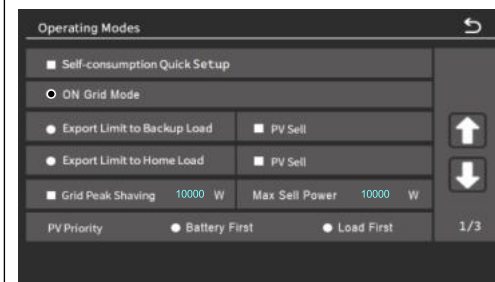 Operating Modes
Self-consumption Quick Setup
ON Grid Mode
Export Limit to Backup Load PV Sell
Export Limit to Home Load PV Sell
Grid Peak Shaving 10000 W Max Sell Power 10000 W
PV Priority Battery First Load First 1/3